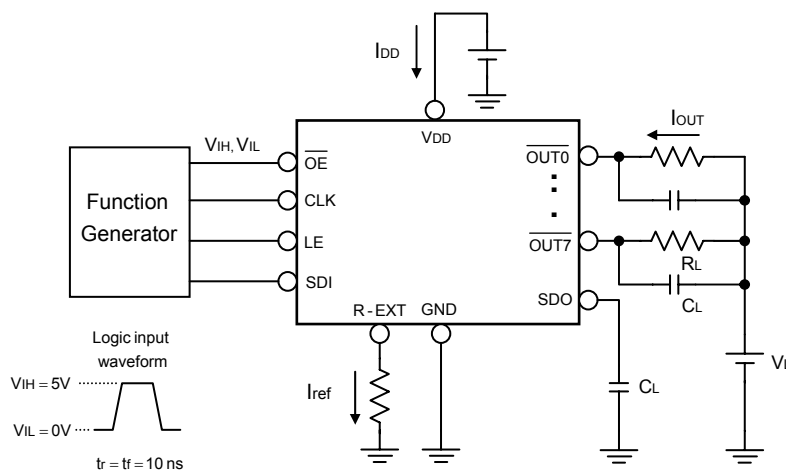 IDD
VDD
IOUT
VIH, VIL
Function
Generator
OE
CLK
LE
SDI
OUT0
OUT7
SDO
RL
CL
R-EXT
GND
Iref
CL
Logic input
waveform
VIH = 5V
VIL = 0V
tr = tf = 10 ns